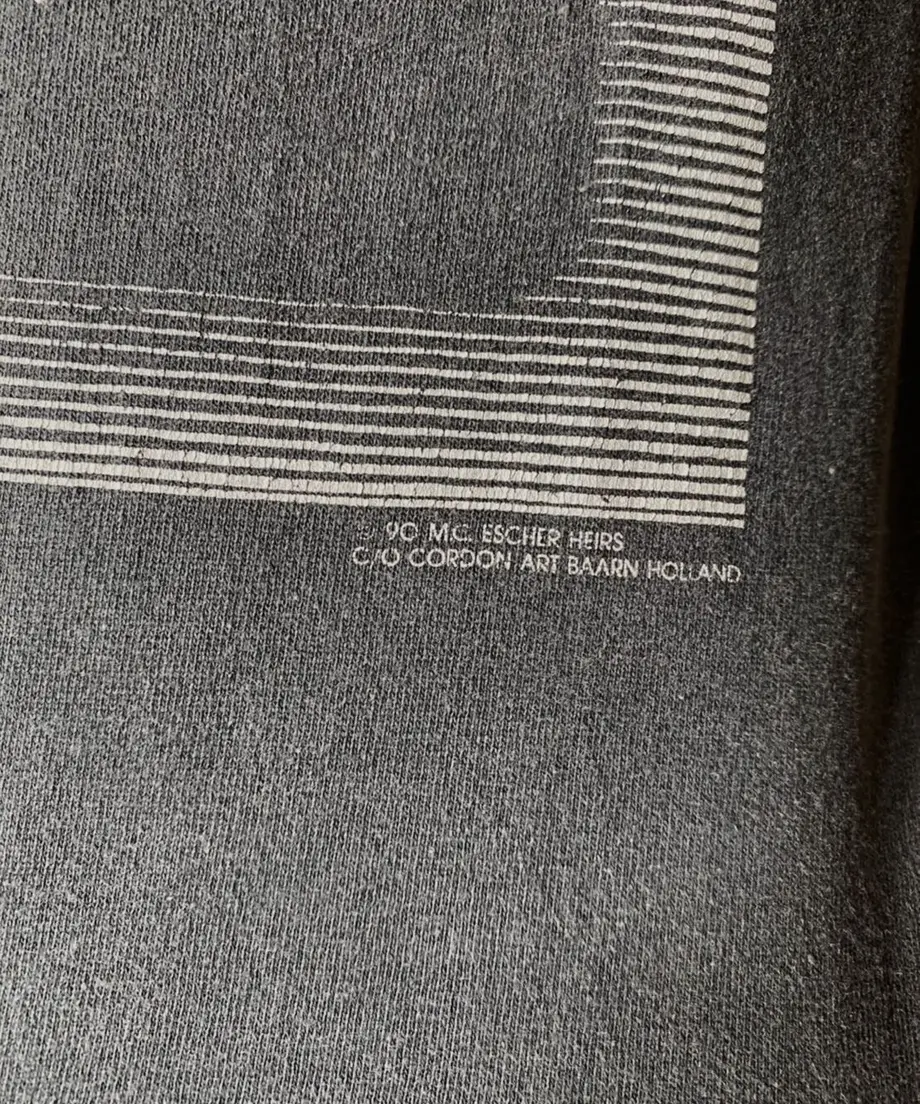 © 90 M.C. ESCHER HEIRS
C/O CORDON ART BAARN HOLLAND